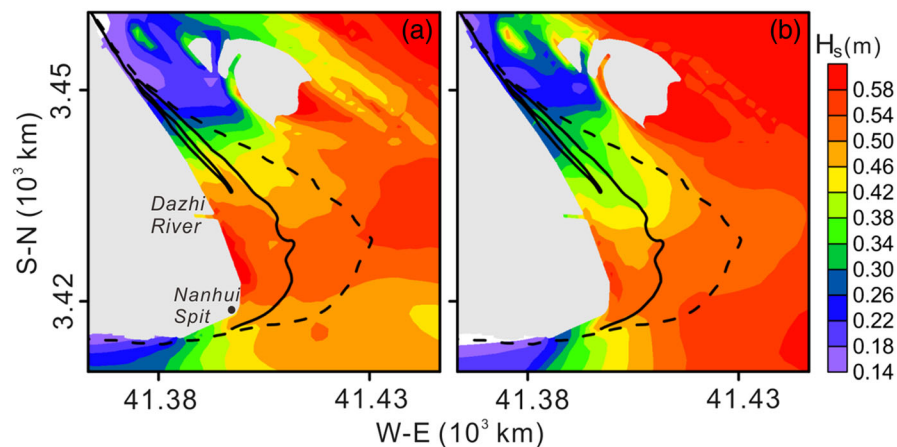 (a)
(b)
Hs(m)
0.58
0.54
0.50
0.46
0.42
0.38
0.34
0.30
0.26
0.22
0.18
0.14
S-N (10³ km)
3.45
3.42
Dazhi
River
Nanhui
Spit
41.38
41.43
41.38
41.43
W-E (10³ km)